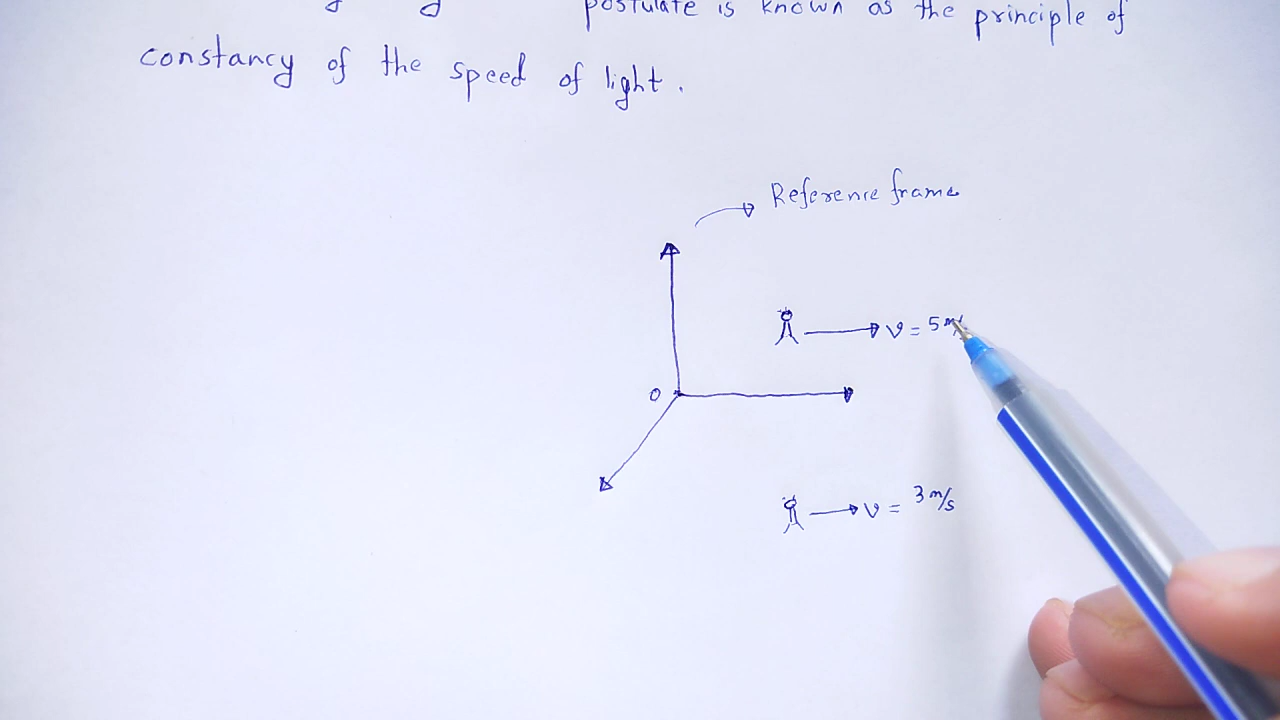 postulate is known as the principle of
constancy of the speed of light.
Reference frame
v = 5 m/
O
v = 3 m/s